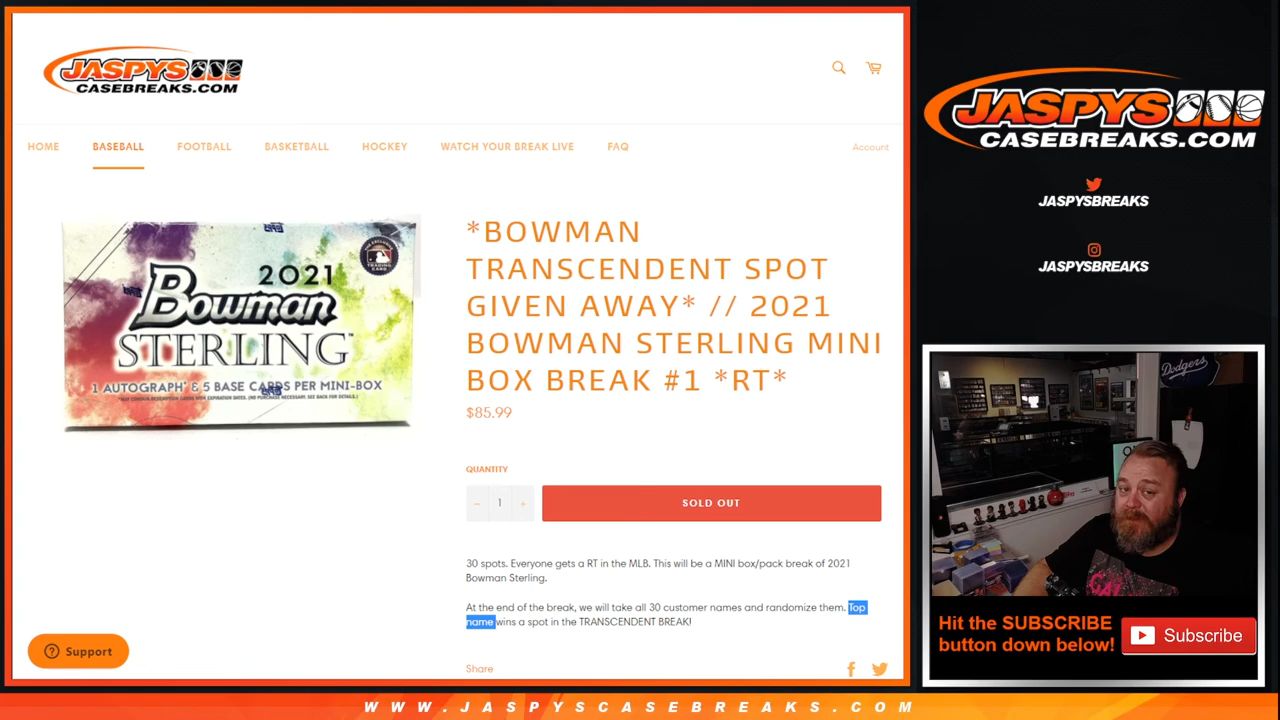 JASPYS
CASEBREAKS.COM
HOME BASEBALL FOOTBALL BASKETBALL HOCKEY WATCH YOUR BREAK LIVE FAQ Account
2021
Bowman
STERLING
1 AUTOGRAPH* & 5 BASE CARDS PER MINI-BOX
*BOWMAN
TRANSCENDENT SPOT
GIVEN AWAY* // 2021
BOWMAN STERLING MINI
BOX BREAK #1 *RT*
$85.99
QUANTITY
− 1 +
SOLD OUT
30 spots. Everyone gets a RT in the MLB. This will be a MINI box/pack break of 2021
Bowman Sterling.
At the end of the break, we will take all 30 customer names and randomize them. Top
name wins a spot in the TRANSCENDENT BREAK!
Share
Support
JASPYS
CASEBREAKS.COM
JASPYSBREAKS
JASPYSBREAKS
Dodgers
Hit the SUBSCRIBE
button down below!
Subscribe
WWW.JASPYSCASEBREAKS.COM